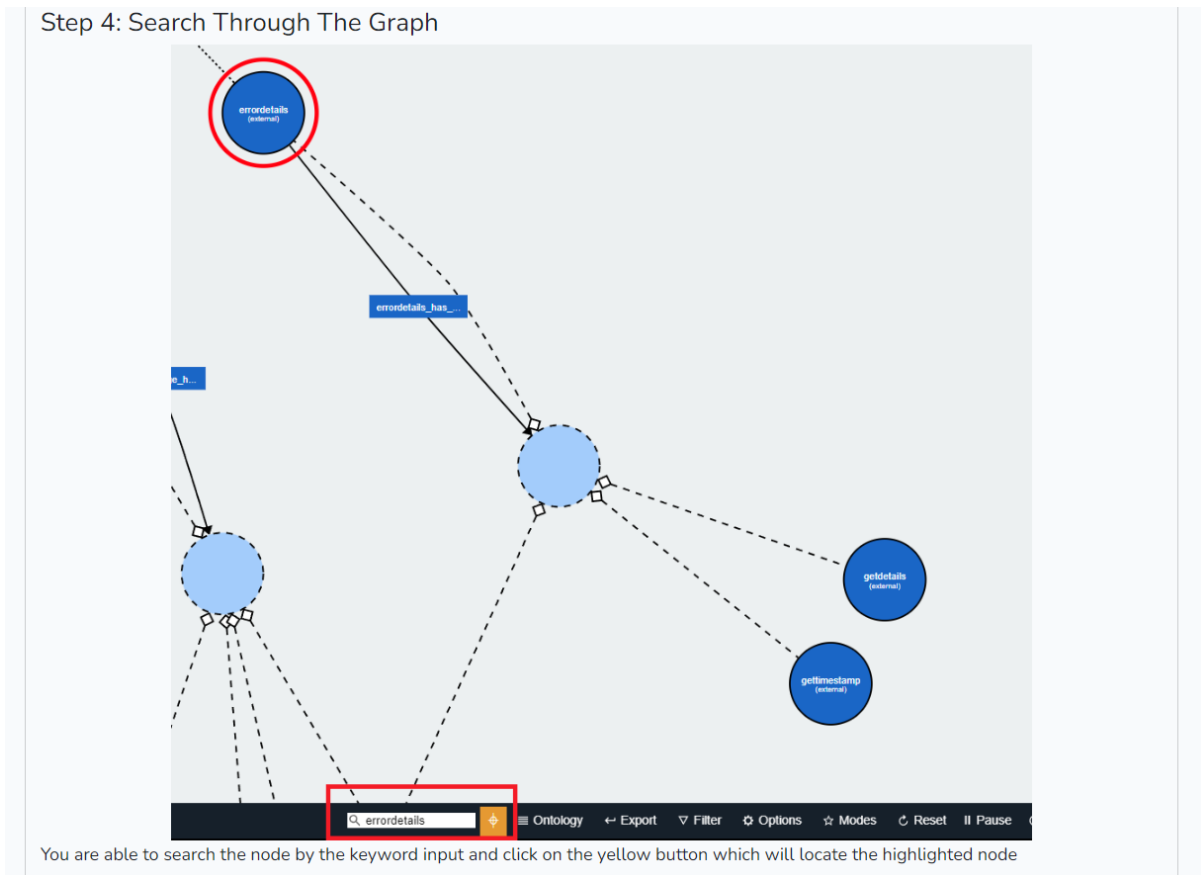 Step 4: Search Through The Graph
errordetails
(external)
errordetails_has_...
e_h...
getdetails
(external)
gettimestamp
(external)
errordetails
Ontology
Export
Filter
Options
Modes
Reset
Pause
You are able to search the node by the keyword input and click on the yellow button which will locate the highlighted node